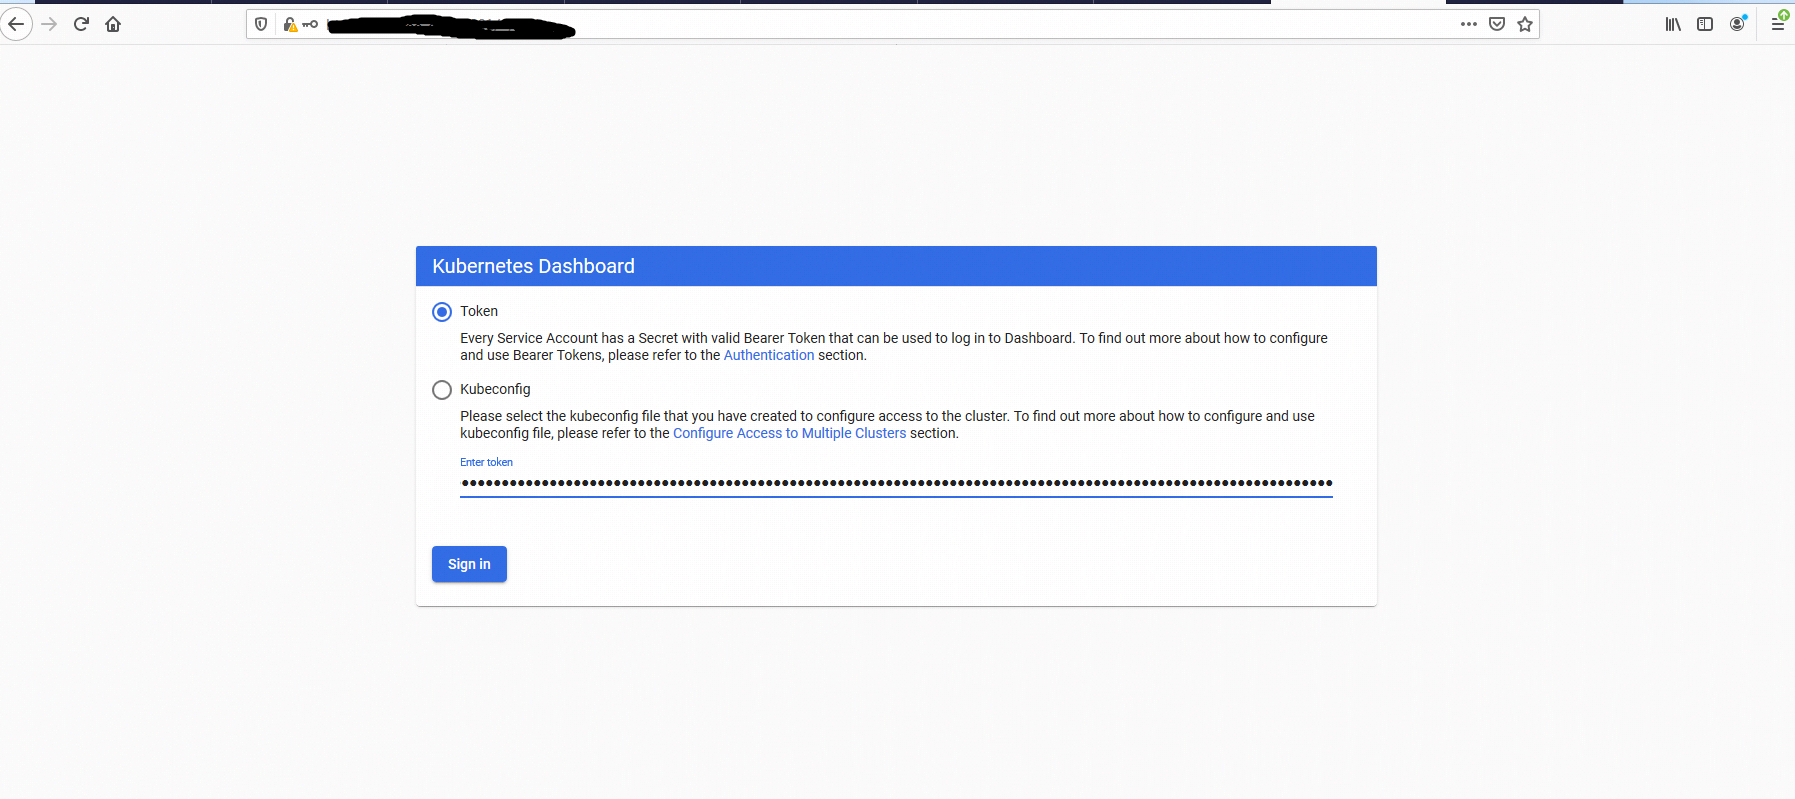 Kubernetes Dashboard
Token
Every Service Account has a Secret with valid Bearer Token that can be used to log in to Dashboard. To find out more about how to configure
and use Bearer Tokens, please refer to the Authentication section.
Kubeconfig
Please select the kubeconfig file that you have created to configure access to the cluster. To find out more about how to configure and use
kubeconfig file, please refer to the Configure Access to Multiple Clusters section.
Enter token
Sign in